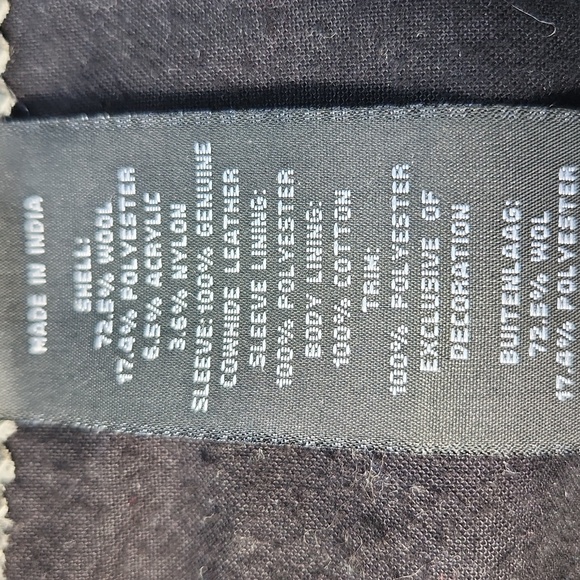 MADE IN INDIA
SHELL:
72.5% WOOL
17.4% POLYESTER
6.5% ACRYLIC
3.6% NYLON
SLEEVE: 100% GENUINE
COWHIDE LEATHER
SLEEVE LINING:
100% POLYESTER
BODY LINING:
100% COTTON
TRIM:
100% POLYESTER
EXCLUSIVE OF
DECORATION
BUITENLAAG:
72.5% WOL
17.4% POLYESTER